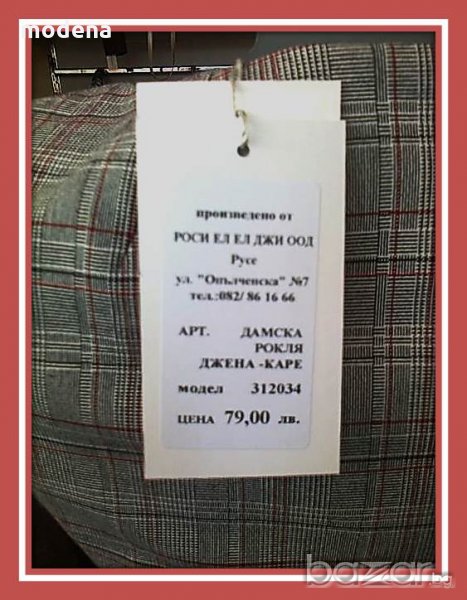 nodena
произведено от
РОСИ ЕЛ ЕЛ ДЖИ ООД
Русе
ул. "Опълченска" №7
тел.:082/ 86 16 66
АРТ. ДАМСКА
РОКЛЯ
ДЖЕНА -КАРЕ
модел 312034
ЦЕНА 79,00 лв.
bazar.bg